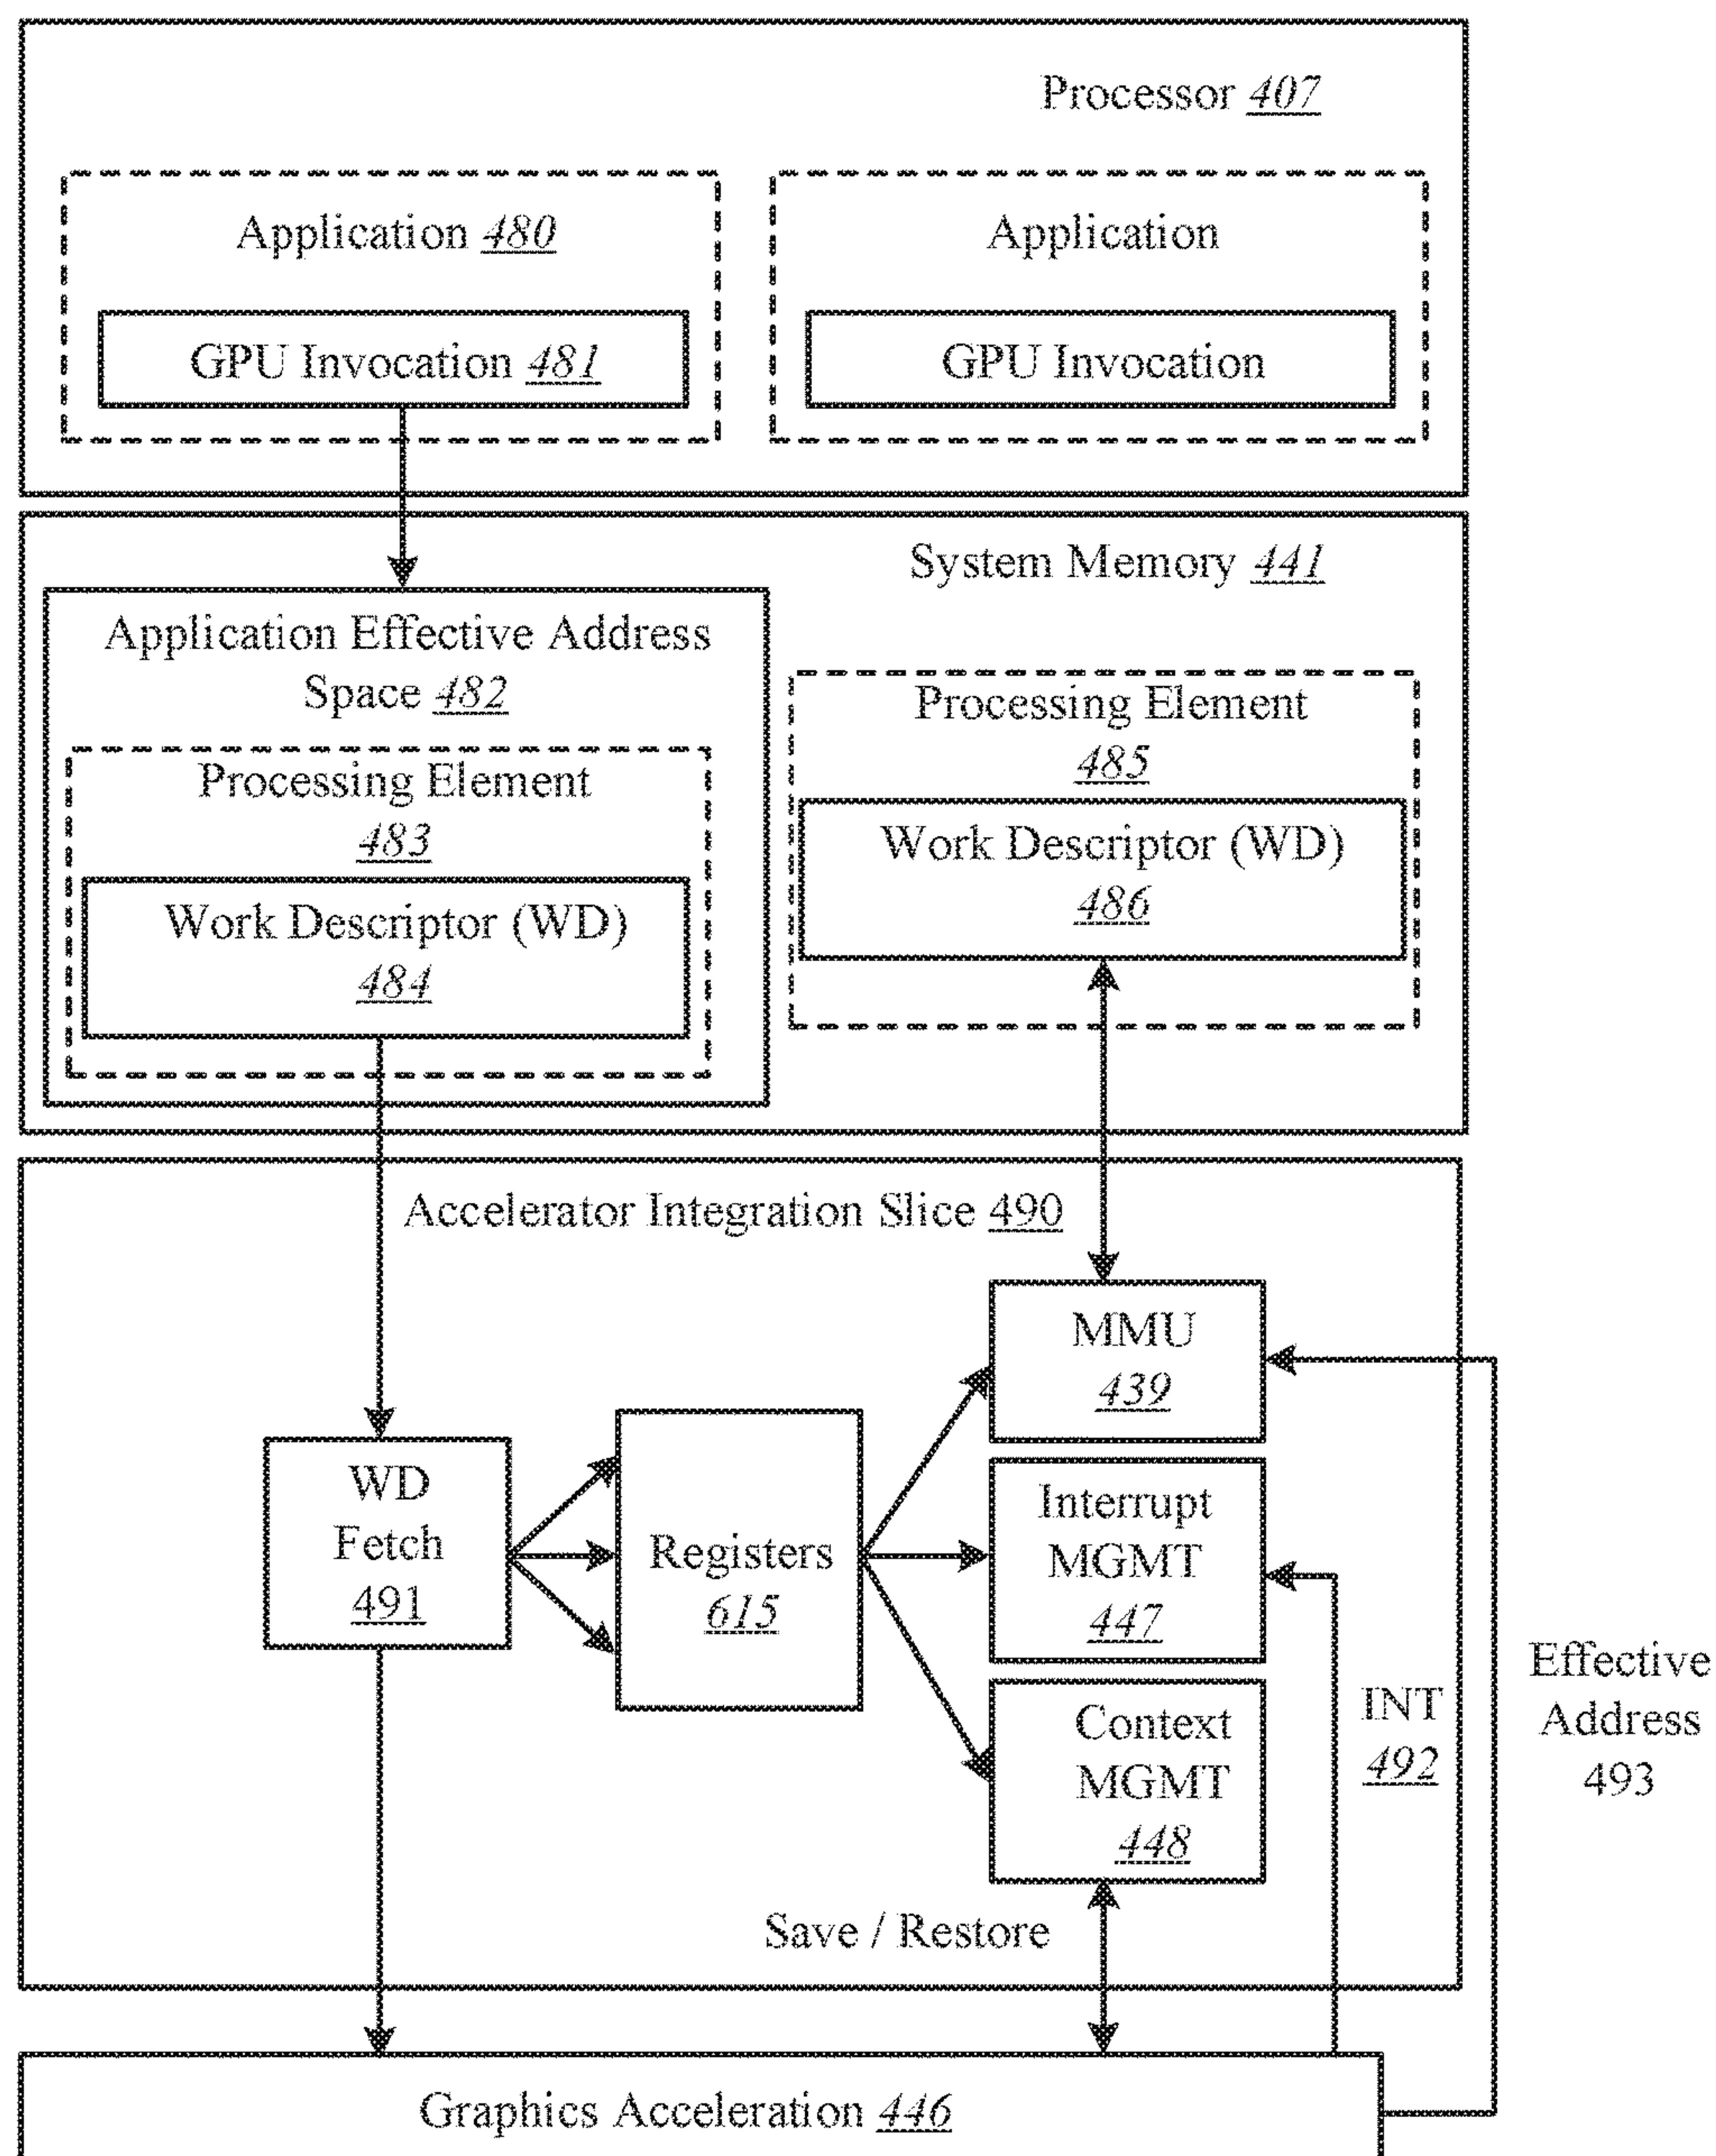 Processor 407
Application 480
Application
GPU Invocation 481
GPU Invocation
System Memory 441
Application Effective Address
Space 482
Processing Element
483
Work Descriptor (WD)
484
Processing Element
485
Work Descriptor (WD)
486
Accelerator Integration Slice 490
WD
Fetch
491
Registers
615
MMU
439
Interrupt
MGMT
447
Context
MGMT
448
INT
492
Effective
Address
493
Save / Restore
Graphics Acceleration 446